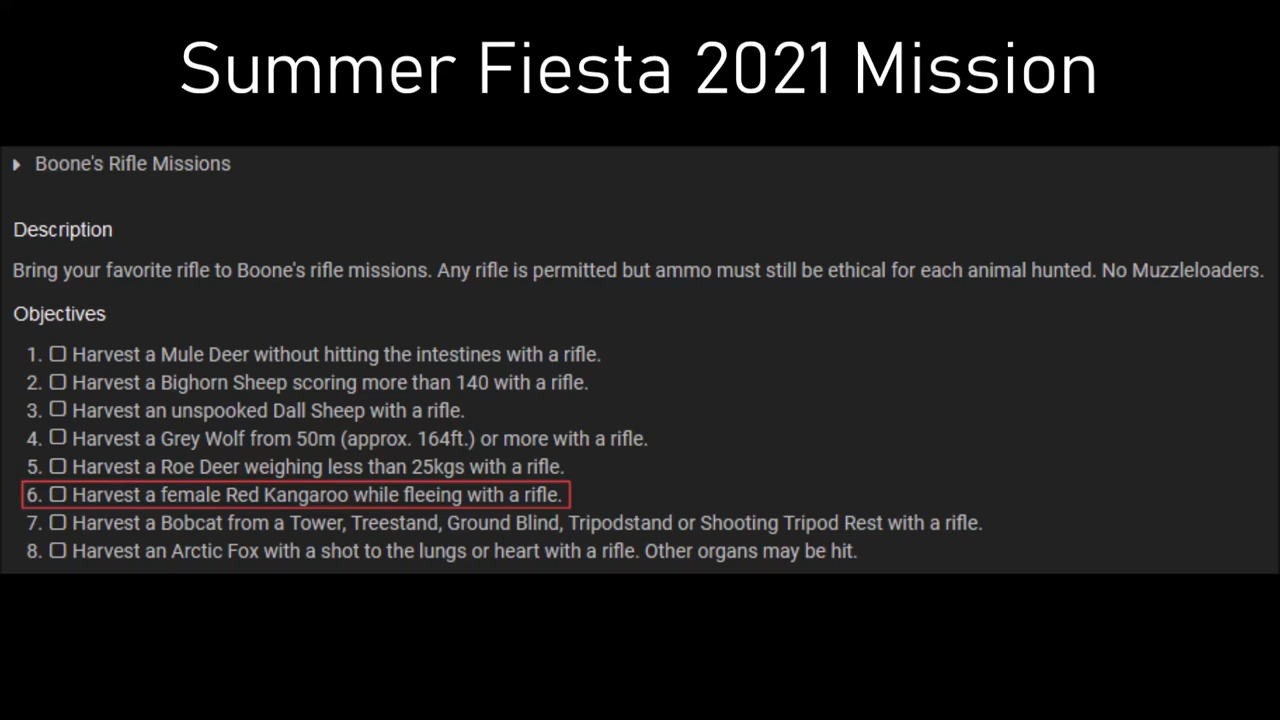 Summer Fiesta 2021 Mission
Boone's Rifle Missions
Description
Bring your favorite rifle to Boone's rifle missions. Any rifle is permitted but ammo must still be ethical for each animal hunted. No Muzzleloaders.
Objectives
1. Harvest a Mule Deer without hitting the intestines with a rifle.
2. Harvest a Bighorn Sheep scoring more than 140 with a rifle.
3. Harvest an unspooked Dall Sheep with a rifle.
4. Harvest a Grey Wolf from 50m (approx. 164ft.) or more with a rifle.
5. Harvest a Roe Deer weighing less than 25kgs with a rifle.
6. Harvest a female Red Kangaroo while fleeing with a rifle.
7. Harvest a Bobcat from a Tower, Treestand, Ground Blind, Tripodstand or Shooting Tripod Rest with a rifle.
8. Harvest an Arctic Fox with a shot to the lungs or heart with a rifle. Other organs may be hit.